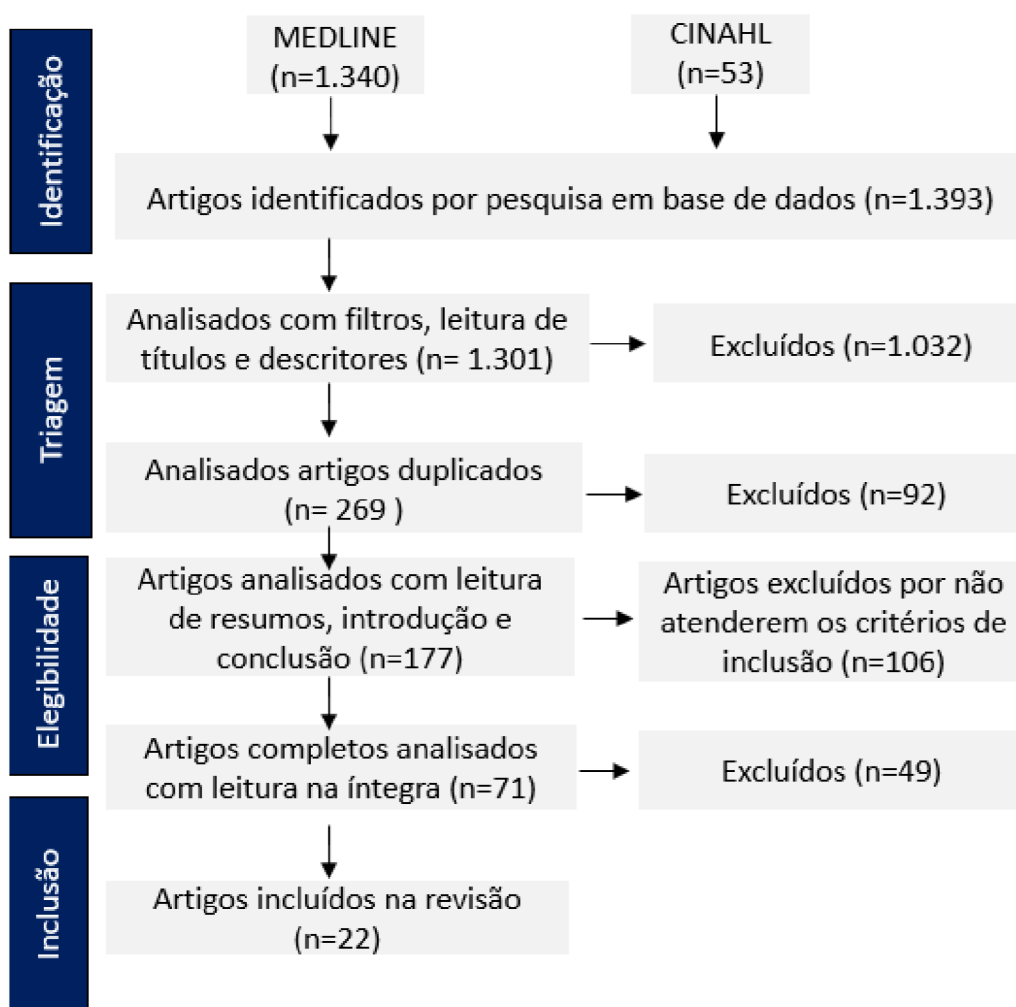 Identificação
MEDLINE
(n=1.340)
CINAHL
(n=53)
Artigos identificados por pesquisa em base de dados (n=1.393)
Triagem
Analisados com filtros, leitura de
títulos e descritores (n= 1.301)
Excluídos (n=1.032)
Analisados artigos duplicados
(n= 269 )
Excluídos (n=92)
Elegibilidade
Artigos analisados com leitura
de resumos, introdução e
conclusão (n=177)
Artigos excluídos por não
atenderem os critérios de
inclusão (n=106)
Artigos completos analisados
com leitura na íntegra (n=71)
Excluídos (n=49)
Inclusão
Artigos incluídos na revisão
(n=22)